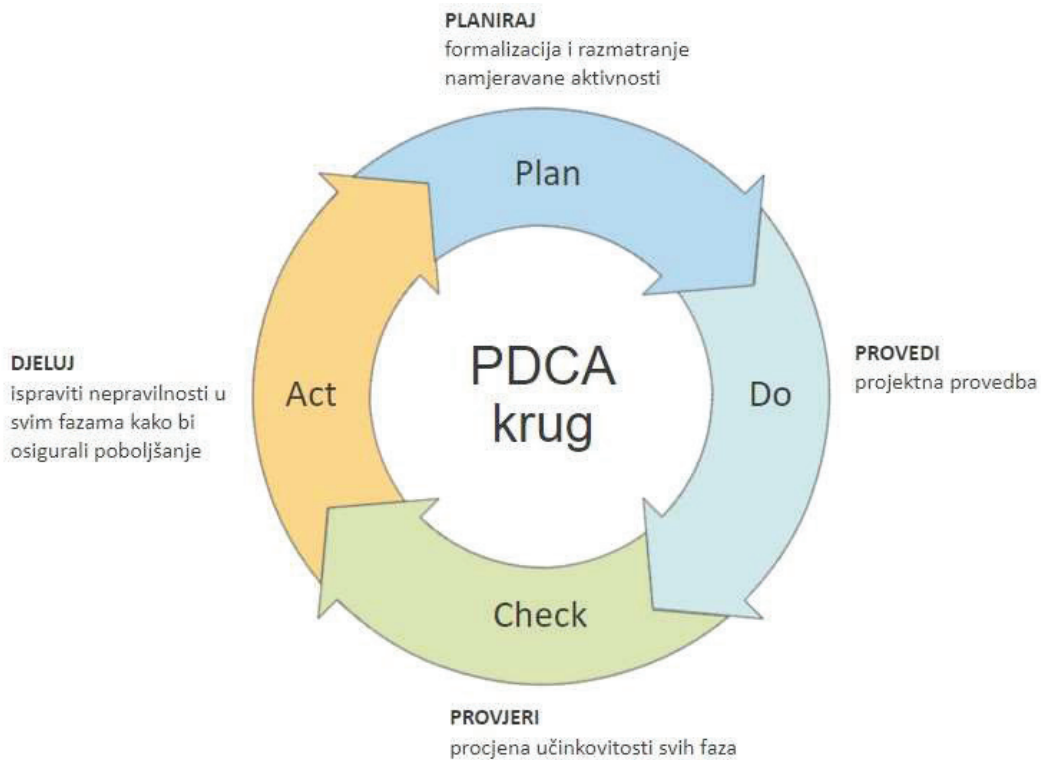 PLANIRAJ
formalizacija i razmatranje
namjeravane aktivnosti
Plan
DJELUJ
ispraviti nepravilnosti u
svim fazama kako bi
osigurali poboljšanje
Act
PDCA
krug
Do
PROVEDI
projektna provedba
Check
PROVJERI
procjena učinkovitosti svih faza